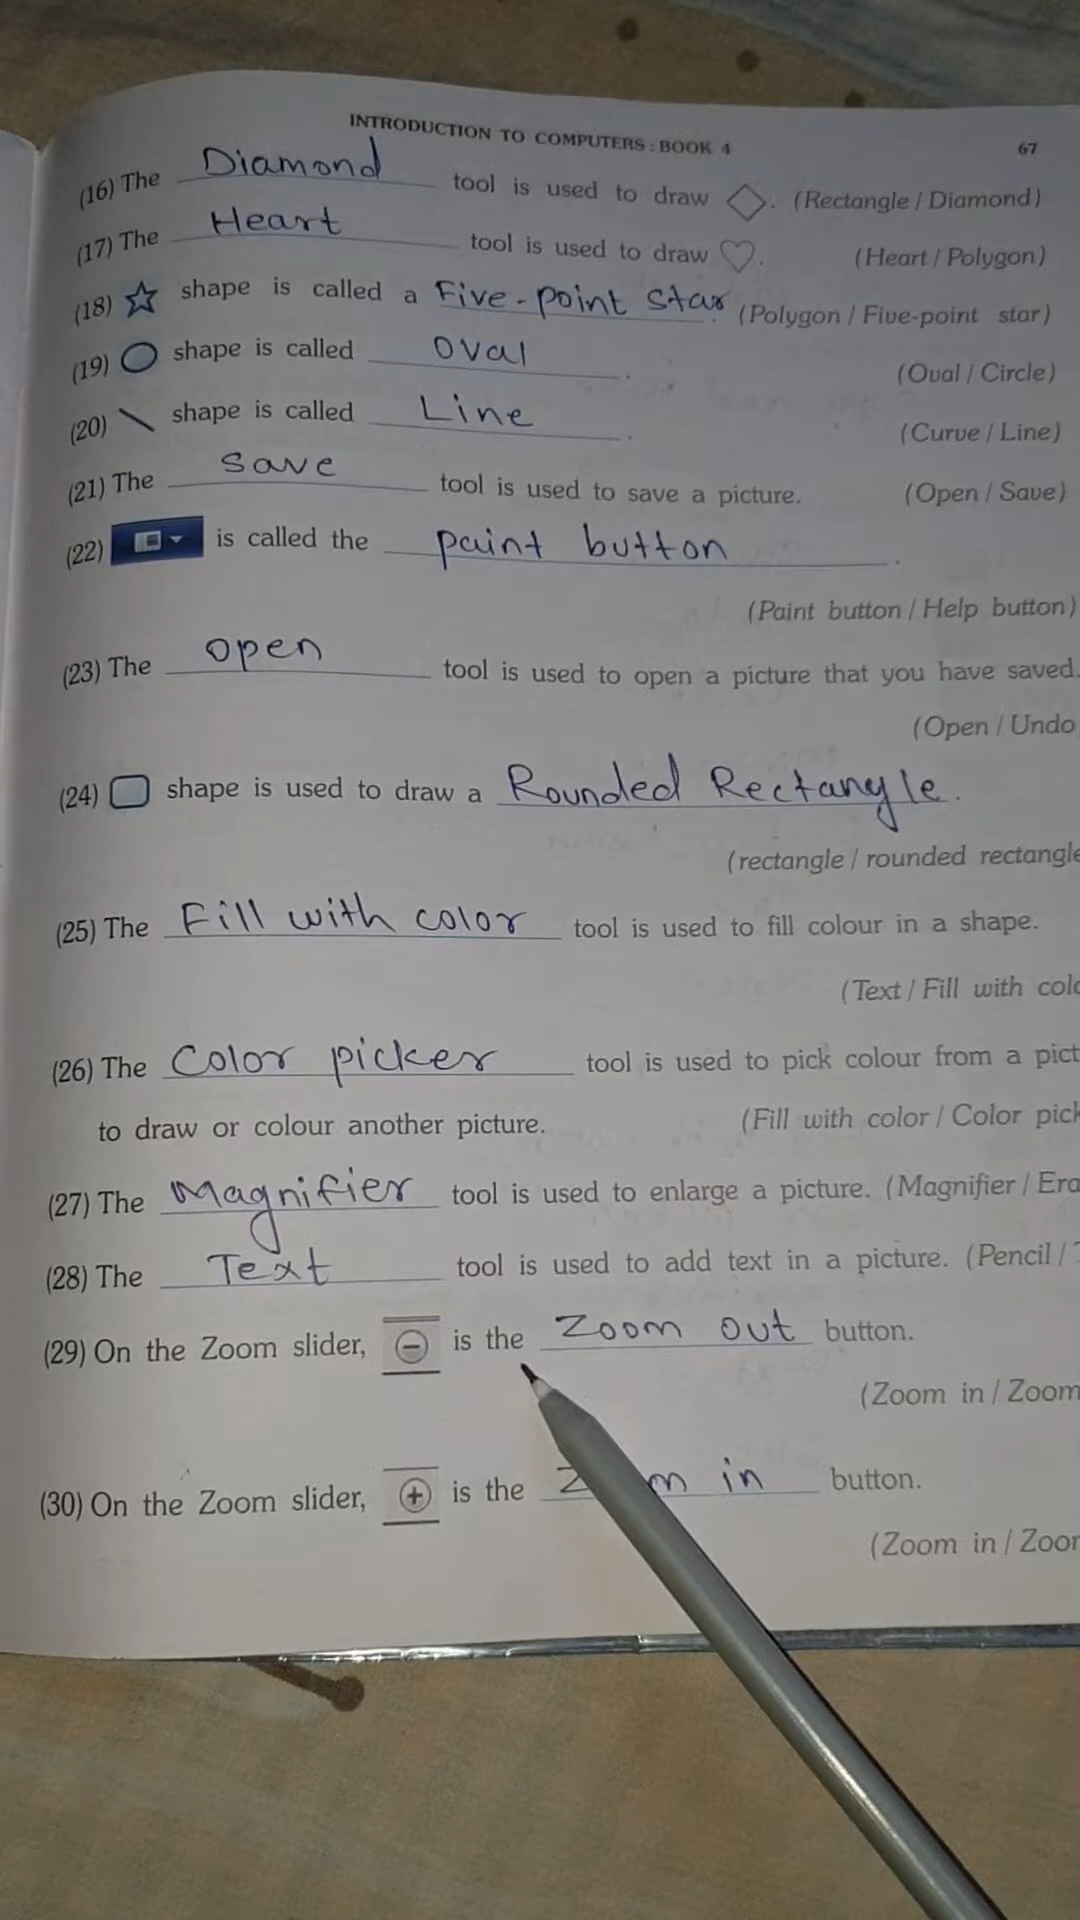 INTRODUCTION TO COMPUTERS : BOOK 4 67
(16) The Diamond tool is used to draw . (Rectangle / Diamond)
(17) The Heart tool is used to draw . (Heart / Polygon)
(18) shape is called a Five-point star. (Polygon / Five-point star)
(19) shape is called oval. (Oval / Circle)
(20) shape is called Line. (Curve / Line)
(21) The save tool is used to save a picture. (Open / Save)
(22) is called the paint button.
(Paint button / Help button)
(23) The open tool is used to open a picture that you have saved.
(Open / Undo
(24) shape is used to draw a Rounded Rectangle.
(rectangle / rounded rectangle
(25) The Fill with color tool is used to fill colour in a shape.
(Text / Fill with colo
(26) The Color picker tool is used to pick colour from a pict
to draw or colour another picture. (Fill with color / Color pick
(27) The Magnifier tool is used to enlarge a picture. (Magnifier / Era
(28) The Text tool is used to add text in a picture. (Pencil /
(29) On the Zoom slider, is the Zoom out button.
(Zoom in / Zoom
(30) On the Zoom slider, is the in button.
(Zoom in / Zoom